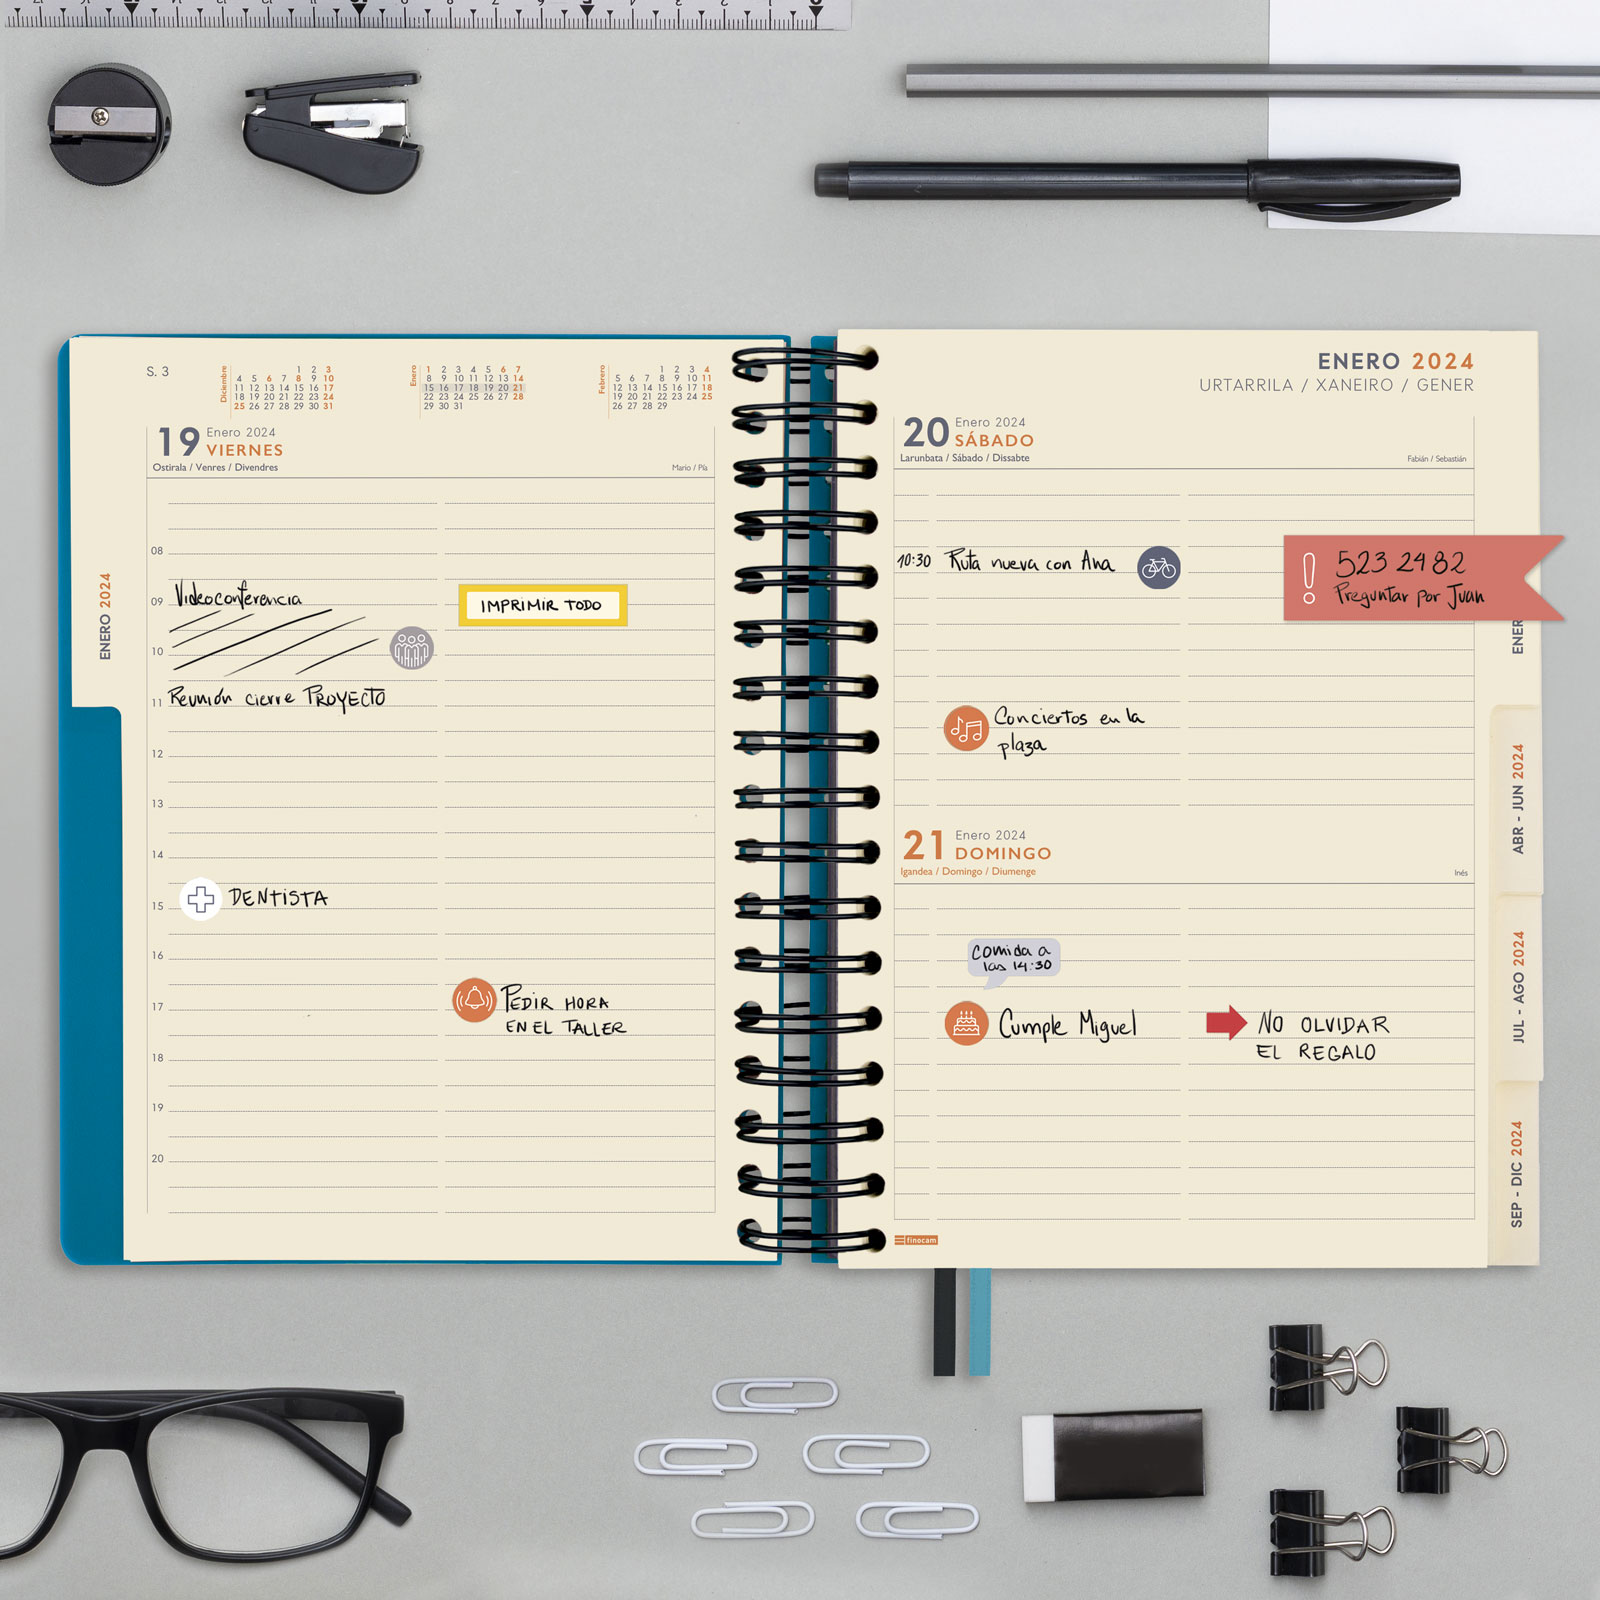 S. 3
Diciembre
1 2 3
4 5 6 7 8 9 10
11 12 13 14 15 16 17
18 19 20 21 22 23 24
25 26 27 28 29 30 31
Enero
1 2 3 4 5 6 7
8 9 10 11 12 13 14
15 16 17 18 19 20 21
22 23 24 25 26 27 28
29 30 31
Febrero
1 2 3 4
5 6 7 8 9 10 11
12 13 14 15 16 17 18
19 20 21 22 23 24 25
26 27 28 29
19 Enero 2024
VIERNES
Ostirala / Venres / Divendres
Mario / Pía
ENERO 2024
08
09 Videoconferencia
IMPRIMIR TODO
10
11 Reunión cierre PROYECTO
12
13
14
15 DENTISTA
16
17 PEDIR HORA
EN EL TALLER
18
19
20
ENERO 2024
URTARRILA / XANEIRO / GENER
20 Enero 2024
SÁBADO
Larunbata / Sábado / Dissabte
Fabián / Sebastián
10:30 Ruta nueva con Ana
523 2482
Preguntar por Juan
Conciertos en la
plaza
21 Enero 2024
DOMINGO
Igandea / Domingo / Diumenge
Inés
Comida a
las 14:30
Cumple Miguel
NO OLVIDAR
EL REGALO
finocam
ENER
ABR - JUN 2024
JUL - AGO 2024
SEP - DIC 2024